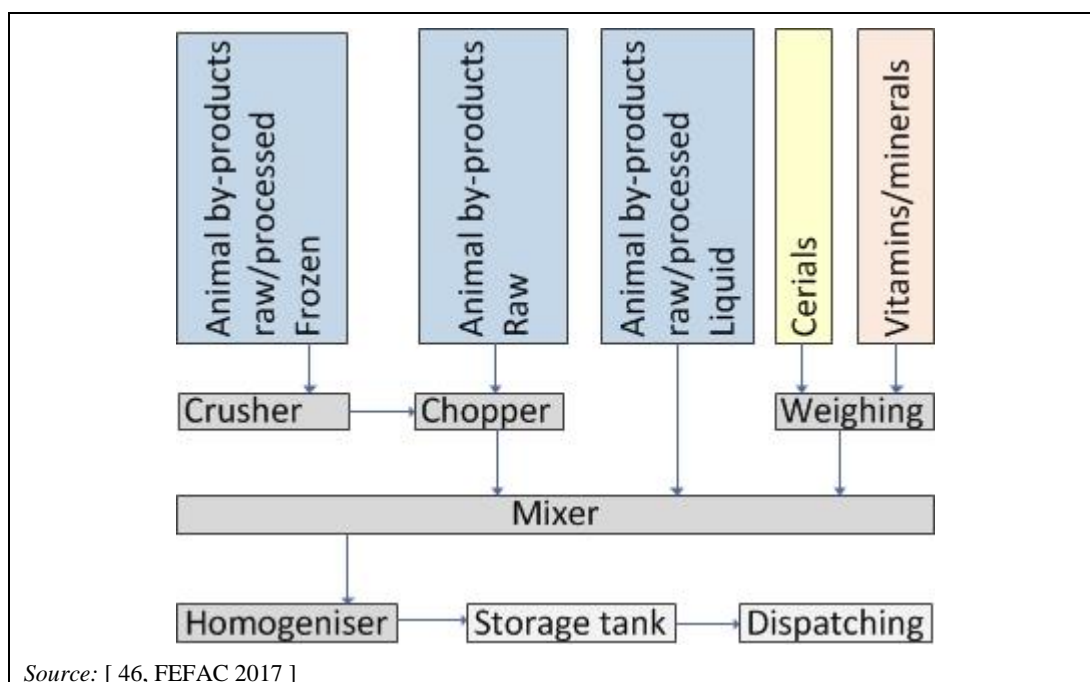 Animal by-products
raw/processed
Frozen
Animal by-products
Raw
Animal by-products
raw/processed
Liquid
Cerials
Vitamins/minerals
Crusher
Chopper
Weighing
Mixer
Homogeniser
Storage tank
Dispatching
Source: [ 46, FEFAC 2017 ]